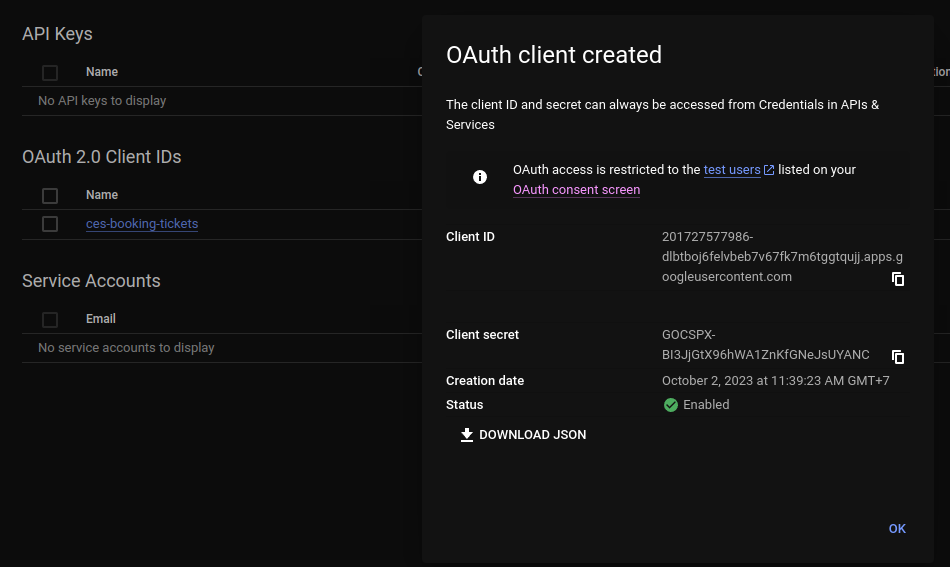 API Keys
Name
No API keys to display
OAuth 2.0 Client IDs
Name
ces-booking-tickets
Service Accounts
Email
No service accounts to display
OAuth client created
The client ID and secret can always be accessed from Credentials in APIs &
Services
OAuth access is restricted to the test users listed on your
OAuth consent screen
Client ID
201727577986-
dlbtboj6felvbeb7v67fk7m6tggtqujj.apps.g
oogleusercontent.com
Client secret
GOCSPX-
BI3JjGtX96hWA1ZnKfGNeJsUYANC
Creation date
October 2, 2023 at 11:39:23 AM GMT+7
Status
Enabled
DOWNLOAD JSON
OK